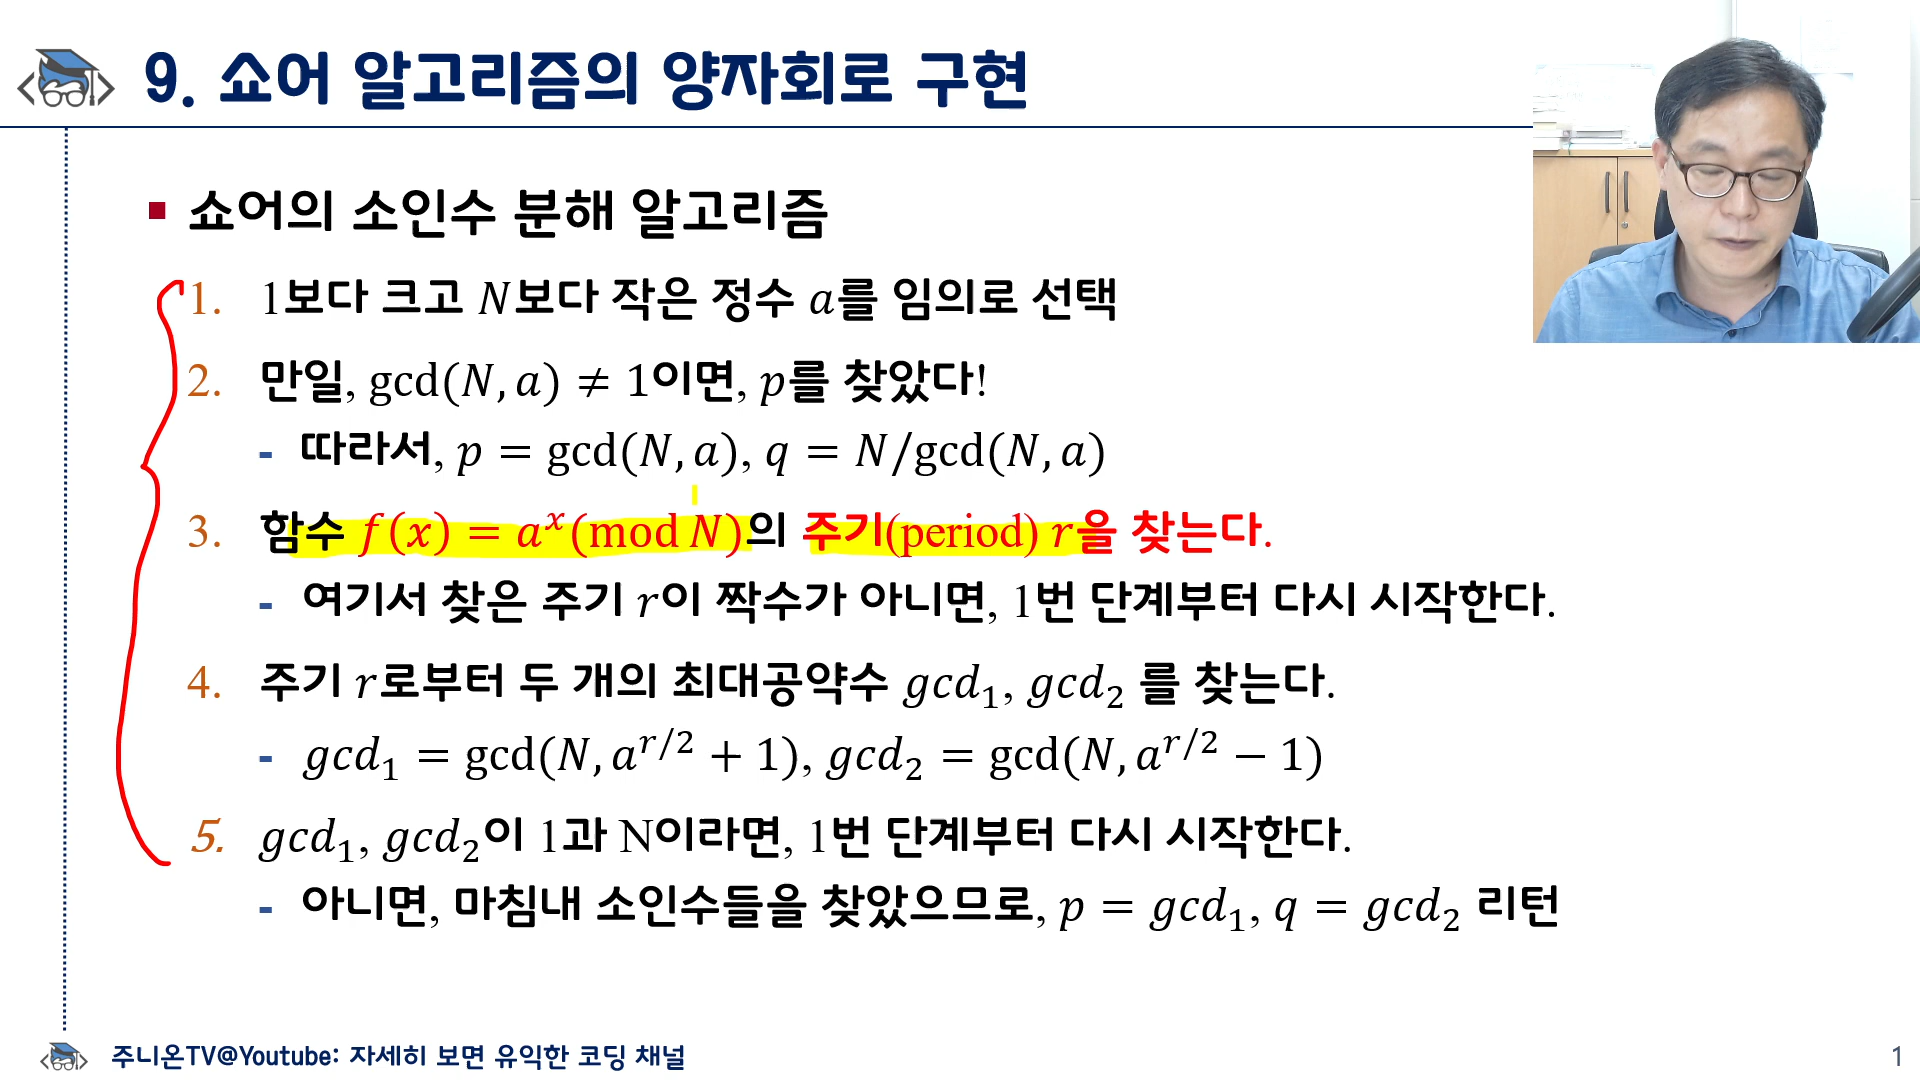 9. 쇼어 알고리즘의 양자회로 구현
▪ 쇼어의 소인수 분해 알고리즘
1. 1보다 크고 N보다 작은 정수 a를 임의로 선택
2. 만일, gcd(N, a) ≠ 1이면, p를 찾았다!
- 따라서, p = gcd(N, a), q = N/gcd(N, a)
3. 함수 f(x) = aˣ(mod N)의 주기(period) r을 찾는다.
- 여기서 찾은 주기 r이 짝수가 아니면, 1번 단계부터 다시 시작한다.
4. 주기 r로부터 두 개의 최대공약수 gcd₁, gcd₂ 를 찾는다.
- gcd₁ = gcd(N, a^{r/2} + 1), gcd₂ = gcd(N, a^{r/2} − 1)
5. gcd₁, gcd₂이 1과 N이라면, 1번 단계부터 다시 시작한다.
- 아니면, 마침내 소인수들을 찾았으므로, p = gcd₁, q = gcd₂ 리턴
주니온TV@Youtube: 자세히 보면 유익한 코딩 채널
1